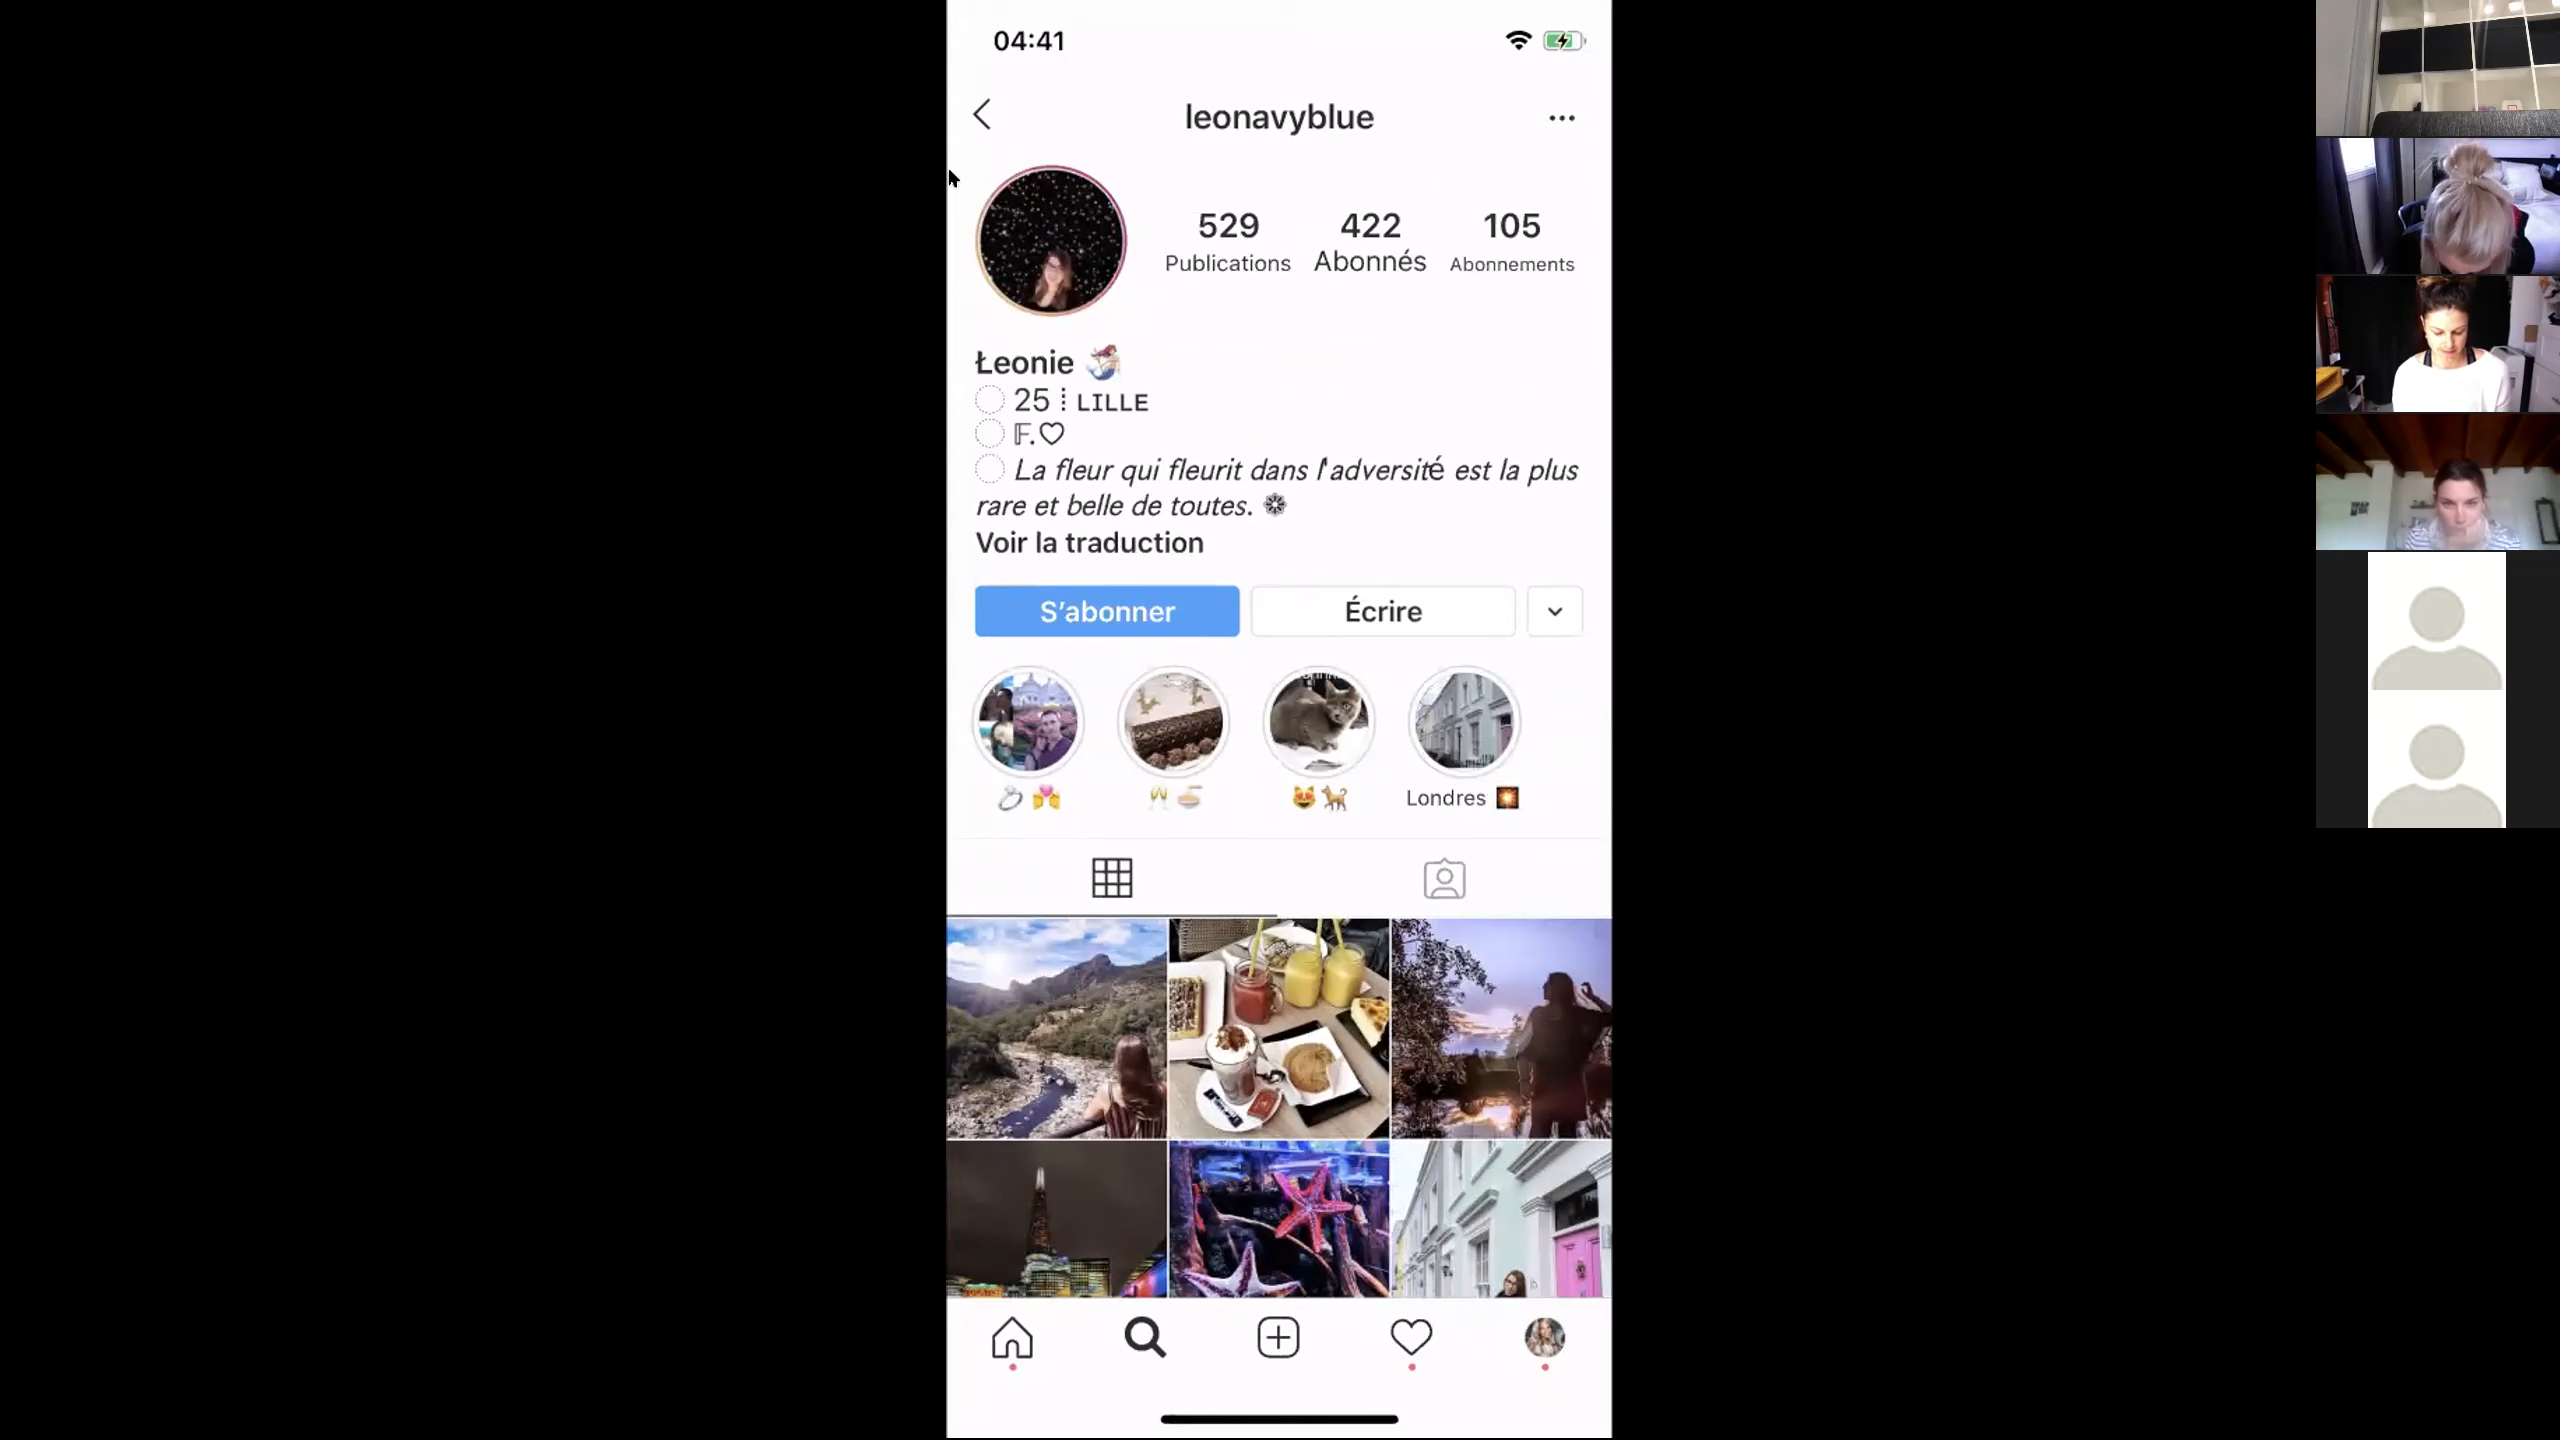 04:41
leonavyblue
529 422 105
Publications Abonnés Abonnements
Łeonie
25 ┊ ʟɪʟʟᴇ
𝔽.♡
La fleur qui fleurit dans l'adversité est la plus
rare et belle de toutes. ❁
Voir la traduction
S’abonner Écrire
Londres